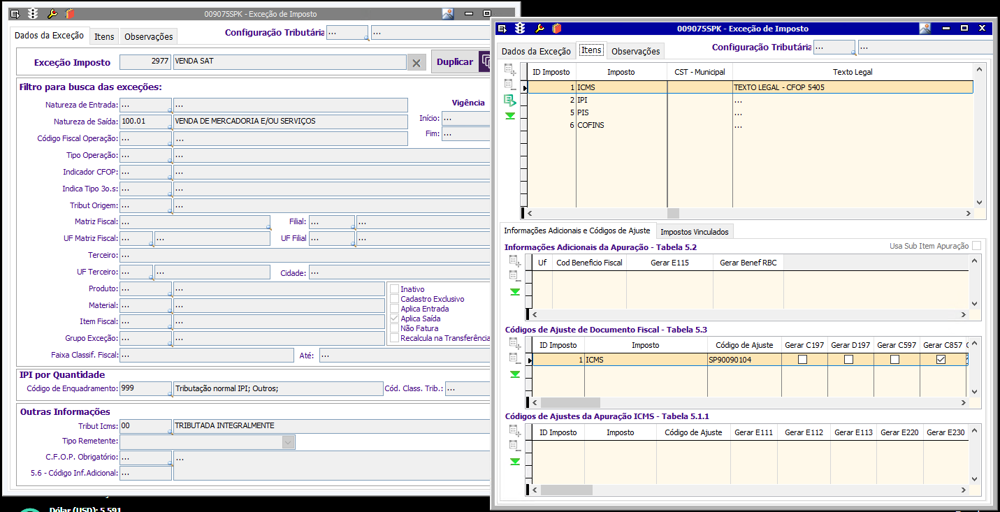 009075SPK - Exceção de Imposto
Dados da Exceção Itens Observações Configuração Tributária ... ...
Exceção Imposto 2977 VENDA SAT Duplicar
Filtro para busca das exceções:
Natureza de Entrada: ... ... Vigência
Natureza de Saída: 100.01 VENDA DE MERCADORIA E/OU SERVIÇOS Início: ...
Código Fiscal Operação: ... ... Fim: ...
Tipo Operação: ... ...
Indicador CFOP: ... ...
Indica Tipo 3o.s: ... ...
Tribut Origem: ... ...
Matriz Fiscal: ... Filial: ... ...
UF Matriz Fiscal: ... ... UF Filial ... ...
Terceiro: ...
UF Terceiro: ... ... Cidade: ...
Produto: ... ... Inativo
Cadastro Exclusivo
Material: ... ... Aplica Entrada
Item Fiscal: ... ... Aplica Saída
Não Fatura
Grupo Exceção: ... ... Recalcula na Transferência
Faixa Classif. Fiscal: ... Até: ...
IPI por Quantidade
Código de Enquadramento: 999 Tributação normal IPI; Outros; Cód. Class. Trib.: ...
Outras Informações
Tribut Icms: 00 TRIBUTADA INTEGRALMENTE
Tipo Remetente:
C.F.O.P. Obrigatório: ... ...
5.6 - Código Inf.Adicional: ...
Dólar (USD): 5,591
009075SPK - Exceção de Imposto
Dados da Exceção Itens Observações Configuração Tributária ... ...
ID Imposto Imposto CST - Municipal Texto Legal
1 ICMS TEXTO LEGAL - CFOP 5405
2 IPI ...
5 PIS ...
6 COFINS ...
Informações Adicionais e Códigos de Ajuste Impostos Vinculados
Informações Adicionais da Apuração - Tabela 5.2 Usa Sub Item Apuração
Uf Cod Beneficio Fiscal Gerar E115 Gerar Benef RBC
Códigos de Ajuste de Documento Fiscal - Tabela 5.3
ID Imposto Imposto Código de Ajuste Gerar C197 Gerar D197 Gerar C597 Gerar C857
1 ICMS SP90090104
Códigos de Ajustes da Apuração ICMS - Tabela 5.1.1
ID Imposto Imposto Código de Ajuste Gerar E111 Gerar E112 Gerar E113 Gerar E220 Gerar E230